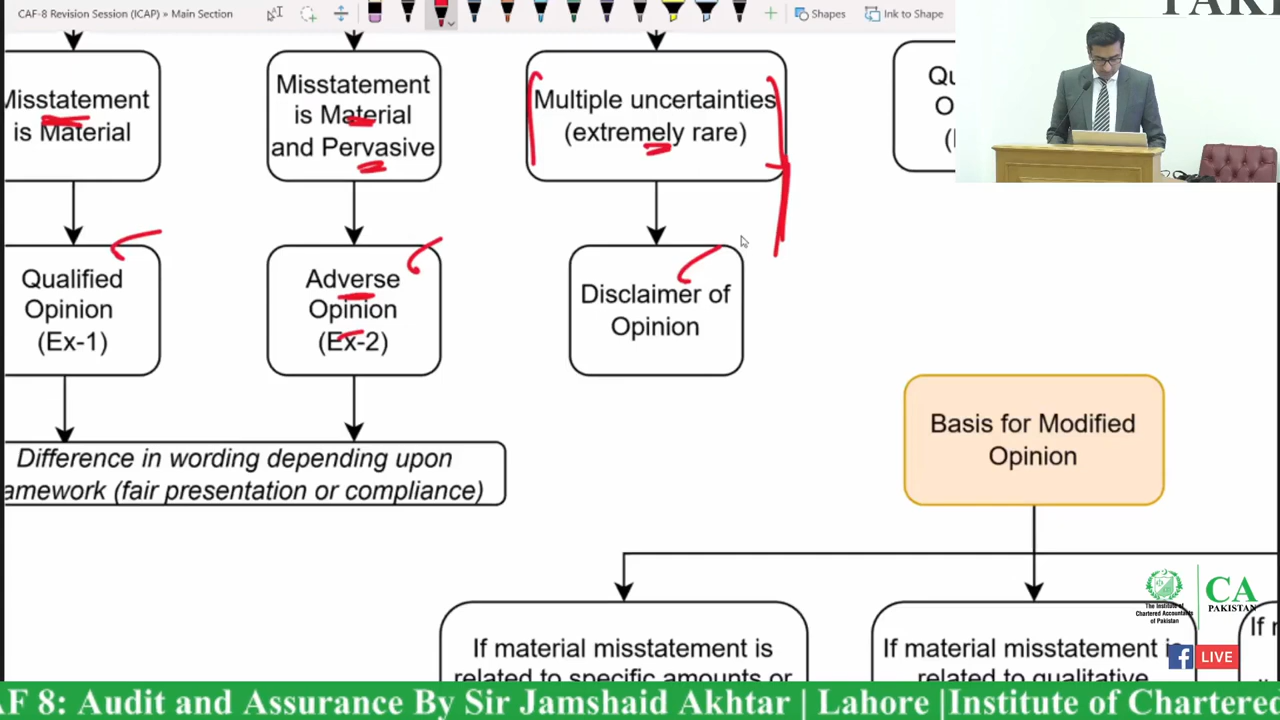 CAF-8 Revision Session (ICAP) » Main Section
Shapes
Ink to Shape
Misstatement
is Material
Misstatement
is Material
and Pervasive
Multiple uncertainties
(extremely rare)
Qualified
Opinion
(Ex-1)
Adverse
Opinion
(Ex-2)
Disclaimer of
Opinion
Difference in wording depending upon
amework (fair presentation or compliance)
Basis for Modified
Opinion
If material misstatement is
related to specific amounts or
If material misstatement is
related to qualitative
If
The Institute of
Chartered Accountants
of Pakistan
CA
PAKISTAN
f LIVE
AF 8: Audit and Assurance By Sir Jamshaid Akhtar | Lahore |Institute of Chartered